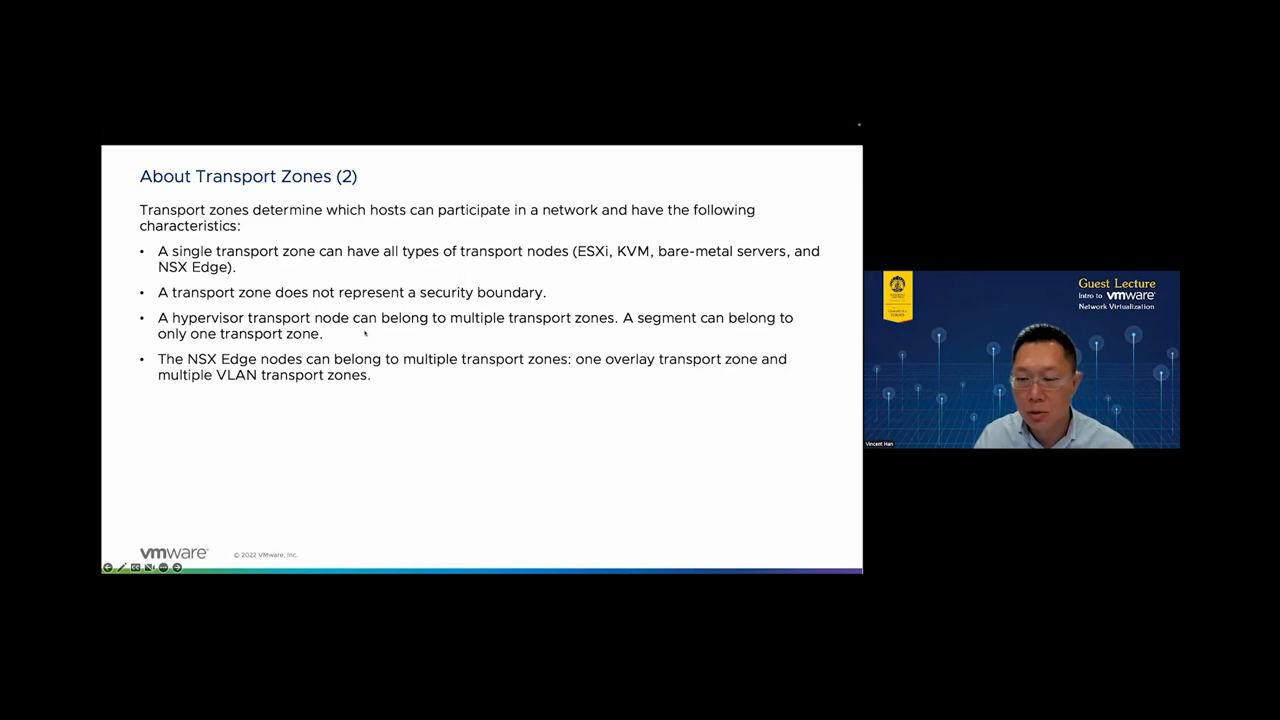 About Transport Zones (2)
Transport zones determine which hosts can participate in a network and have the following
characteristics:
• A single transport zone can have all types of transport nodes (ESXi, KVM, bare-metal servers, and
NSX Edge).
• A transport zone does not represent a security boundary.
• A hypervisor transport node can belong to multiple transport zones. A segment can belong to
only one transport zone.
• The NSX Edge nodes can belong to multiple transport zones: one overlay transport zone and
multiple VLAN transport zones.
vmware®
© 2022 VMware, Inc.
Guest Lecture
Intro to vmware®
Network Virtualization
Vincent Han